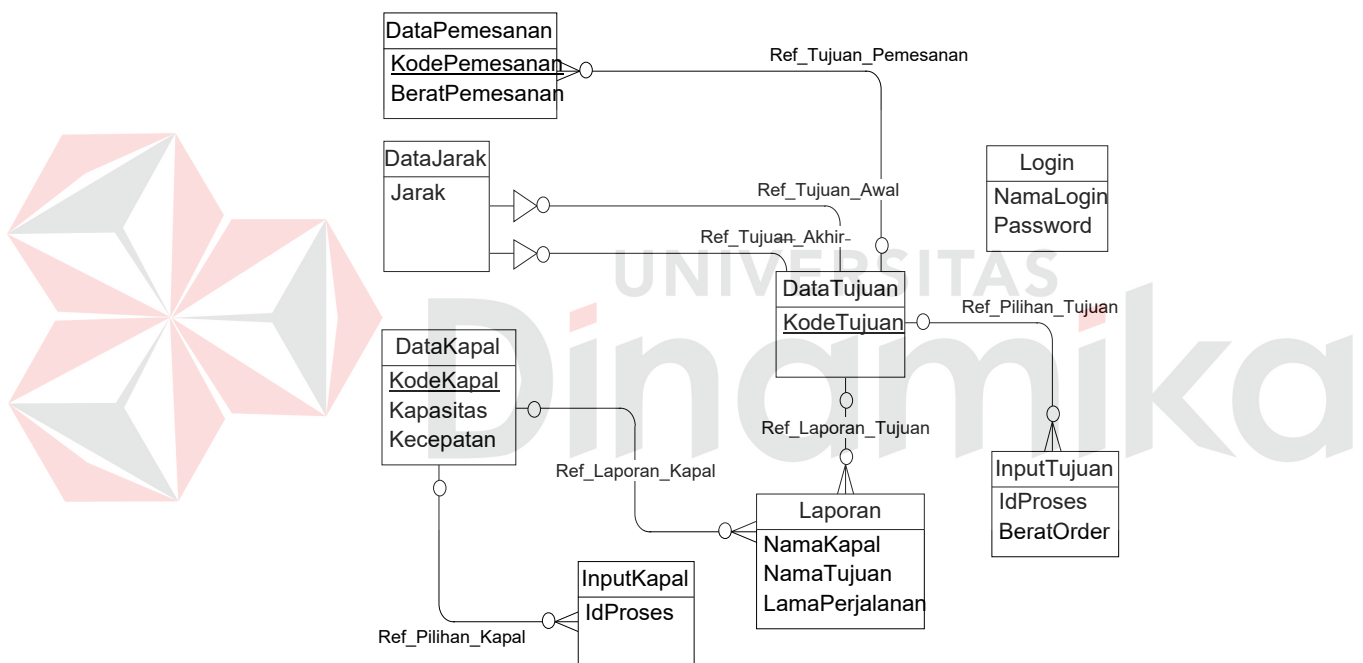 DataPemesanan
KodePemesanan
BeratPemesanan
Ref_Tujuan_Pemesanan
DataJarak
Jarak
Ref_Tujuan_Awal
Ref_Tujuan_Akhir
Login
NamaLogin
Password
UNIVERSITAS
Dinamika
DataTujuan
KodeTujuan
Ref_Pilihan_Tujuan
DataKapal
KodeKapal
Kapasitas
Kecepatan
Ref_Laporan_Tujuan
Ref_Laporan_Kapal
InputTujuan
IdProses
BeratOrder
Laporan
NamaKapal
NamaTujuan
LamaPerjalanan
InputKapal
IdProses
Ref_Pilihan_Kapal